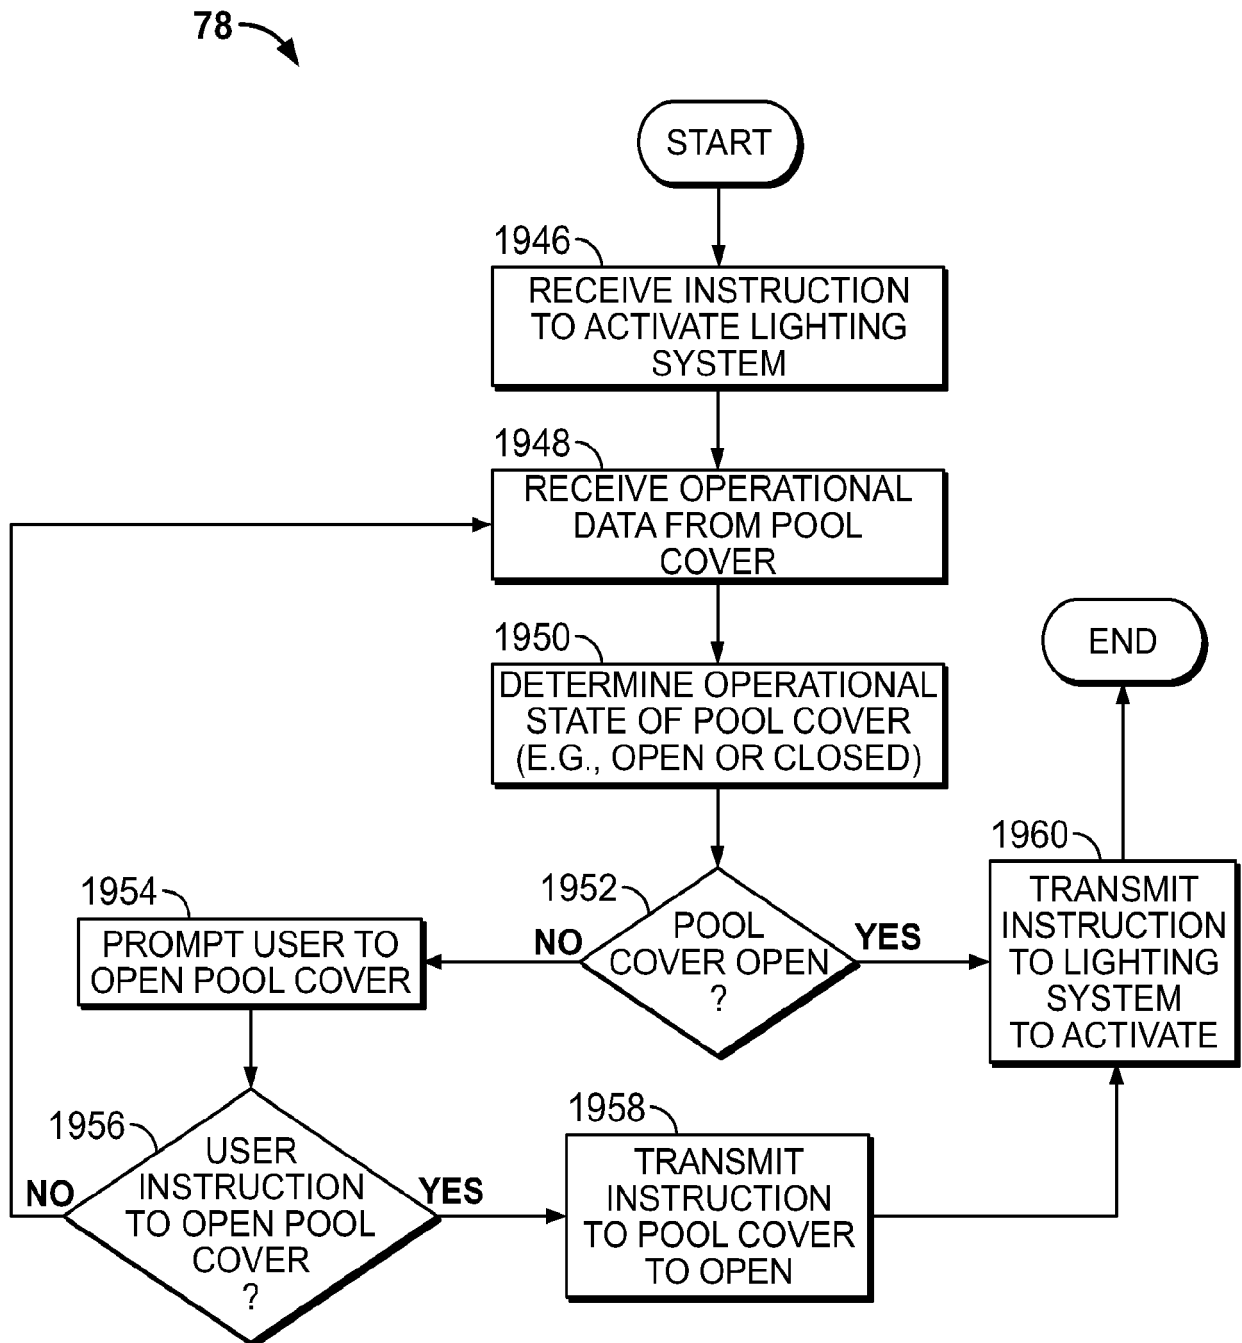 78
START
1946
RECEIVE INSTRUCTION
TO ACTIVATE LIGHTING
SYSTEM
1948
RECEIVE OPERATIONAL
DATA FROM POOL
COVER
1950
DETERMINE OPERATIONAL
STATE OF POOL COVER
(E.G., OPEN OR CLOSED)
END
1952
POOL
COVER OPEN
?
NO
YES
1954
PROMPT USER TO
OPEN POOL COVER
1960
TRANSMIT
INSTRUCTION
TO LIGHTING
SYSTEM
TO ACTIVATE
1956
USER
INSTRUCTION
TO OPEN POOL
COVER
?
NO
YES
1958
TRANSMIT
INSTRUCTION
TO POOL COVER
TO OPEN